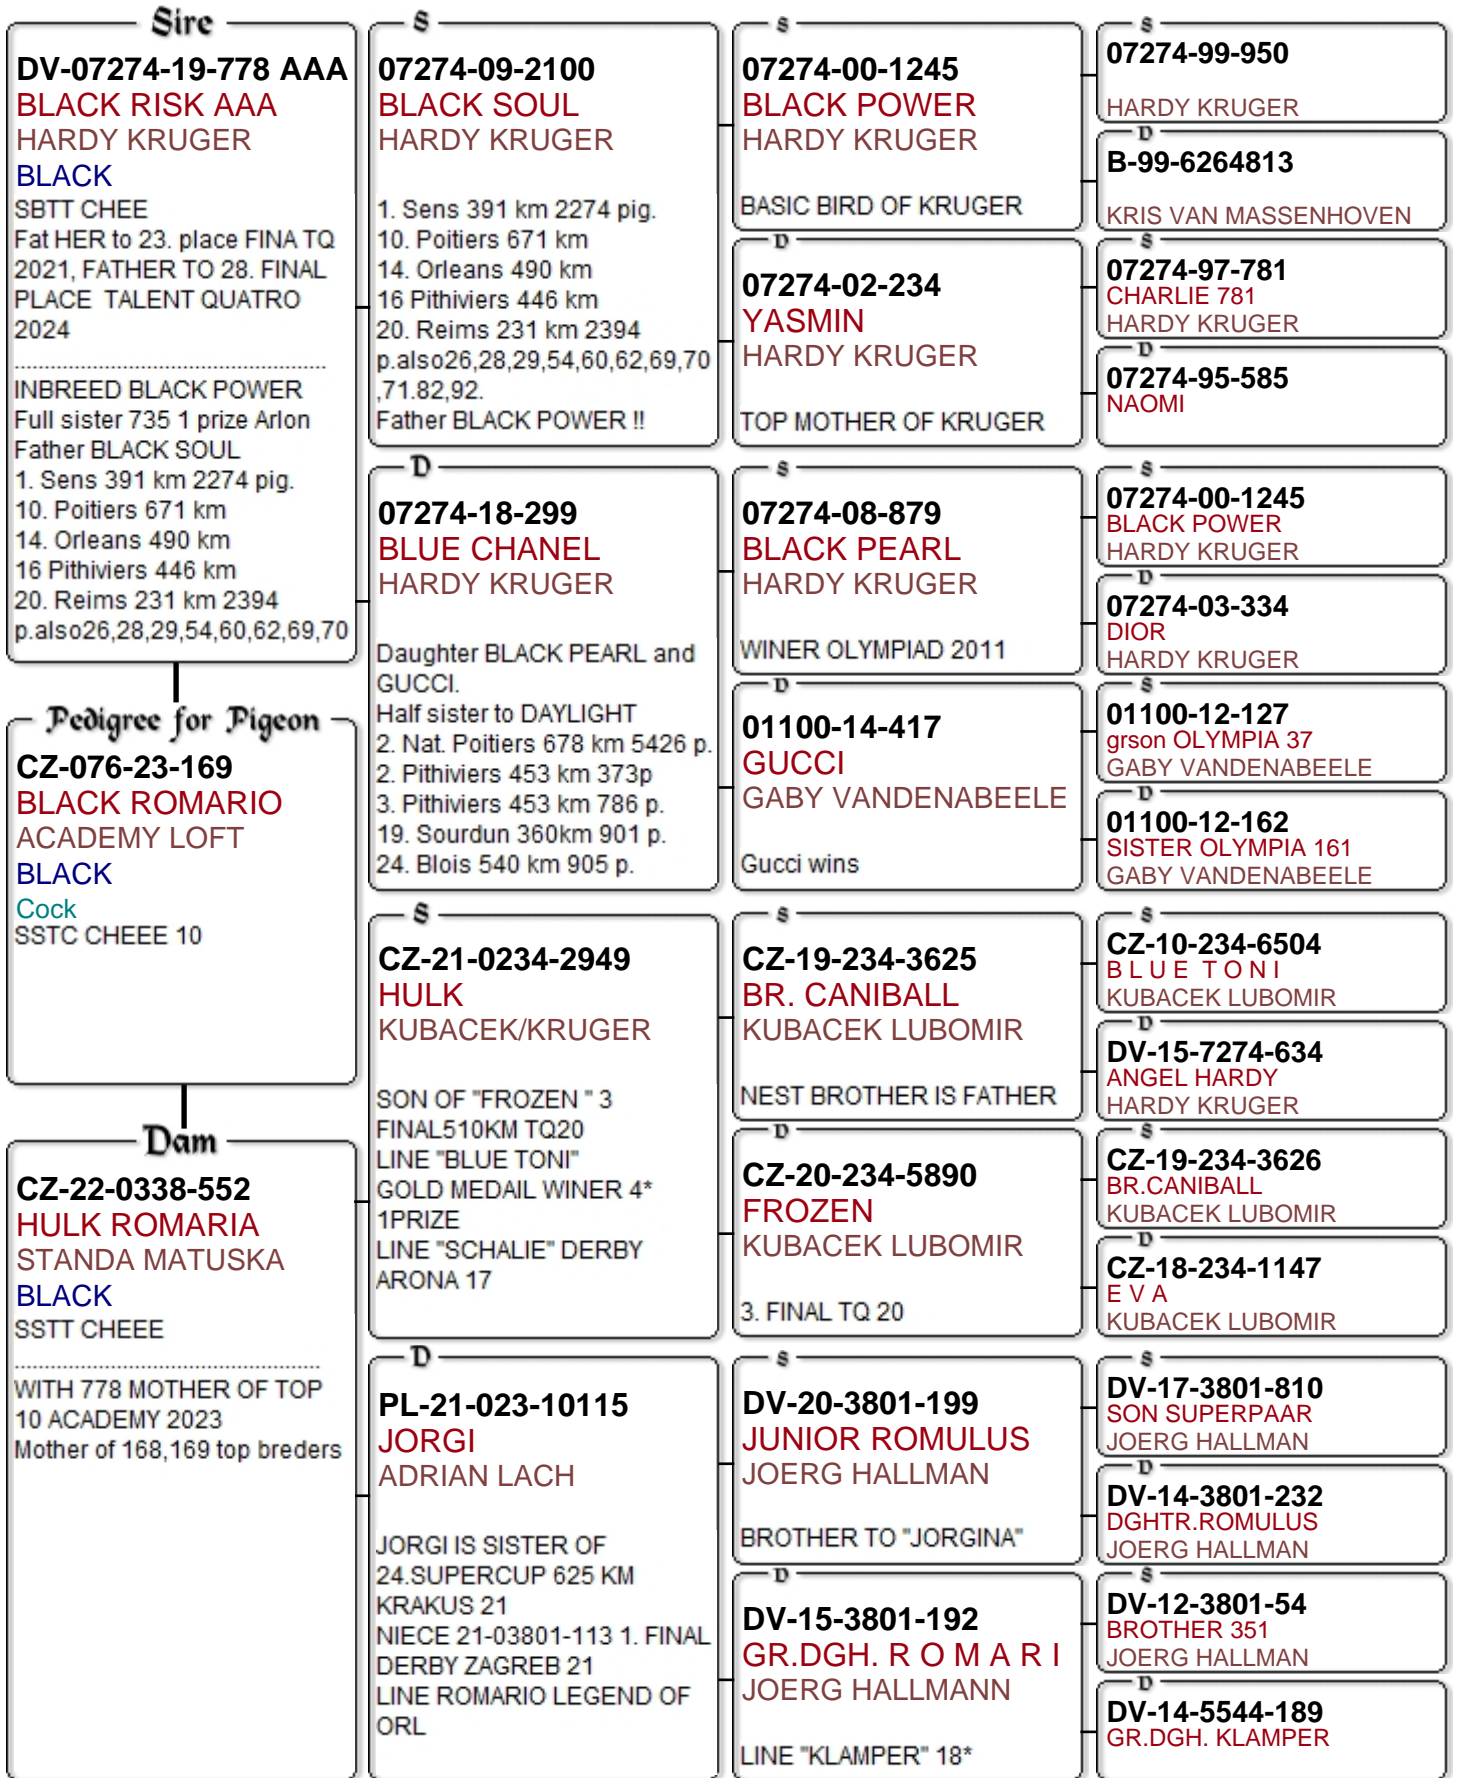 Sire
DV-07274-19-778 AAA
BLACK RISK AAA
HARDY KRUGER
BLACK
SBTT CHEE
Fat HER to 23. place FINA TQ
2021, FATHER TO 28. FINAL
PLACE TALENT QUATRO
2024
....................................................
INBREED BLACK POWER
Full sister 735 1 prize Arlon
Father BLACK SOUL
1. Sens 391 km 2274 pig.
10. Poitiers 671 km
14. Orleans 490 km
16 Pithiviers 446 km
20. Reims 231 km 2394
p.also26,28,29,54,60,62,69,70
Pedigree for Pigeon
CZ-076-23-169
BLACK ROMARIO
ACADEMY LOFT
BLACK
Cock
SSTC CHEEE 10
Dam
CZ-22-0338-552
HULK ROMARIA
STANDA MATUSKA
BLACK
SSTT CHEEE
...................................................
WITH 778 MOTHER OF TOP
10 ACADEMY 2023
Mother of 168,169 top breders
S
07274-09-2100
BLACK SOUL
HARDY KRUGER
1. Sens 391 km 2274 pig.
10. Poitiers 671 km
14. Orleans 490 km
16 Pithiviers 446 km
20. Reims 231 km 2394
p.also26,28,29,54,60,62,69,70
,71.82,92.
Father BLACK POWER !!
D
07274-18-299
BLUE CHANEL
HARDY KRUGER
Daughter BLACK PEARL and
GUCCI.
Half sister to DAYLIGHT
2. Nat. Poitiers 678 km 5426 p.
2. Pithiviers 453 km 373p
3. Pithiviers 453 km 786 p.
19. Sourdun 360km 901 p.
24. Blois 540 km 905 p.
S
CZ-21-0234-2949
HULK
KUBACEK/KRUGER
SON OF "FROZEN " 3
FINAL510KM TQ20
LINE "BLUE TONI"
GOLD MEDAIL WINER 4*
1PRIZE
LINE "SCHALIE" DERBY
ARONA 17
D
PL-21-023-10115
JORGI
ADRIAN LACH
JORGI IS SISTER OF
24.SUPERCUP 625 KM
KRAKUS 21
NIECE 21-03801-113 1. FINAL
DERBY ZAGREB 21
LINE ROMARIO LEGEND OF
ORL
S
07274-00-1245
BLACK POWER
HARDY KRUGER
BASIC BIRD OF KRUGER
D
07274-02-234
YASMIN
HARDY KRUGER
TOP MOTHER OF KRUGER
S
07274-08-879
BLACK PEARL
HARDY KRUGER
WINER OLYMPIAD 2011
D
01100-14-417
GUCCI
GABY VANDENABEELE
Gucci wins
S
CZ-19-234-3625
BR. CANIBALL
KUBACEK LUBOMIR
NEST BROTHER IS FATHER
D
CZ-20-234-5890
FROZEN
KUBACEK LUBOMIR
3. FINAL TQ 20
S
DV-20-3801-199
JUNIOR ROMULUS
JOERG HALLMAN
BROTHER TO "JORGINA"
D
DV-15-3801-192
GR.DGH. R O M A R I
JOERG HALLMANN
LINE "KLAMPER" 18*
S
07274-99-950
HARDY KRUGER
D
B-99-6264813
KRIS VAN MASSENHOVEN
S
07274-97-781
CHARLIE 781
HARDY KRUGER
D
07274-95-585
NAOMI
S
07274-00-1245
BLACK POWER
HARDY KRUGER
D
07274-03-334
DIOR
HARDY KRUGER
S
01100-12-127
grson OLYMPIA 37
GABY VANDENABEELE
D
01100-12-162
SISTER OLYMPIA 161
GABY VANDENABEELE
S
CZ-10-234-6504
B L U E T O N I
KUBACEK LUBOMIR
D
DV-15-7274-634
ANGEL HARDY
HARDY KRUGER
S
CZ-19-234-3626
BR.CANIBALL
KUBACEK LUBOMIR
D
CZ-18-234-1147
E V A
KUBACEK LUBOMIR
S
DV-17-3801-810
SON SUPERPAAR
JOERG HALLMAN
D
DV-14-3801-232
DGHTR.ROMULUS
JOERG HALLMAN
S
DV-12-3801-54
BROTHER 351
JOERG HALLMAN
D
DV-14-5544-189
GR.DGH. KLAMPER